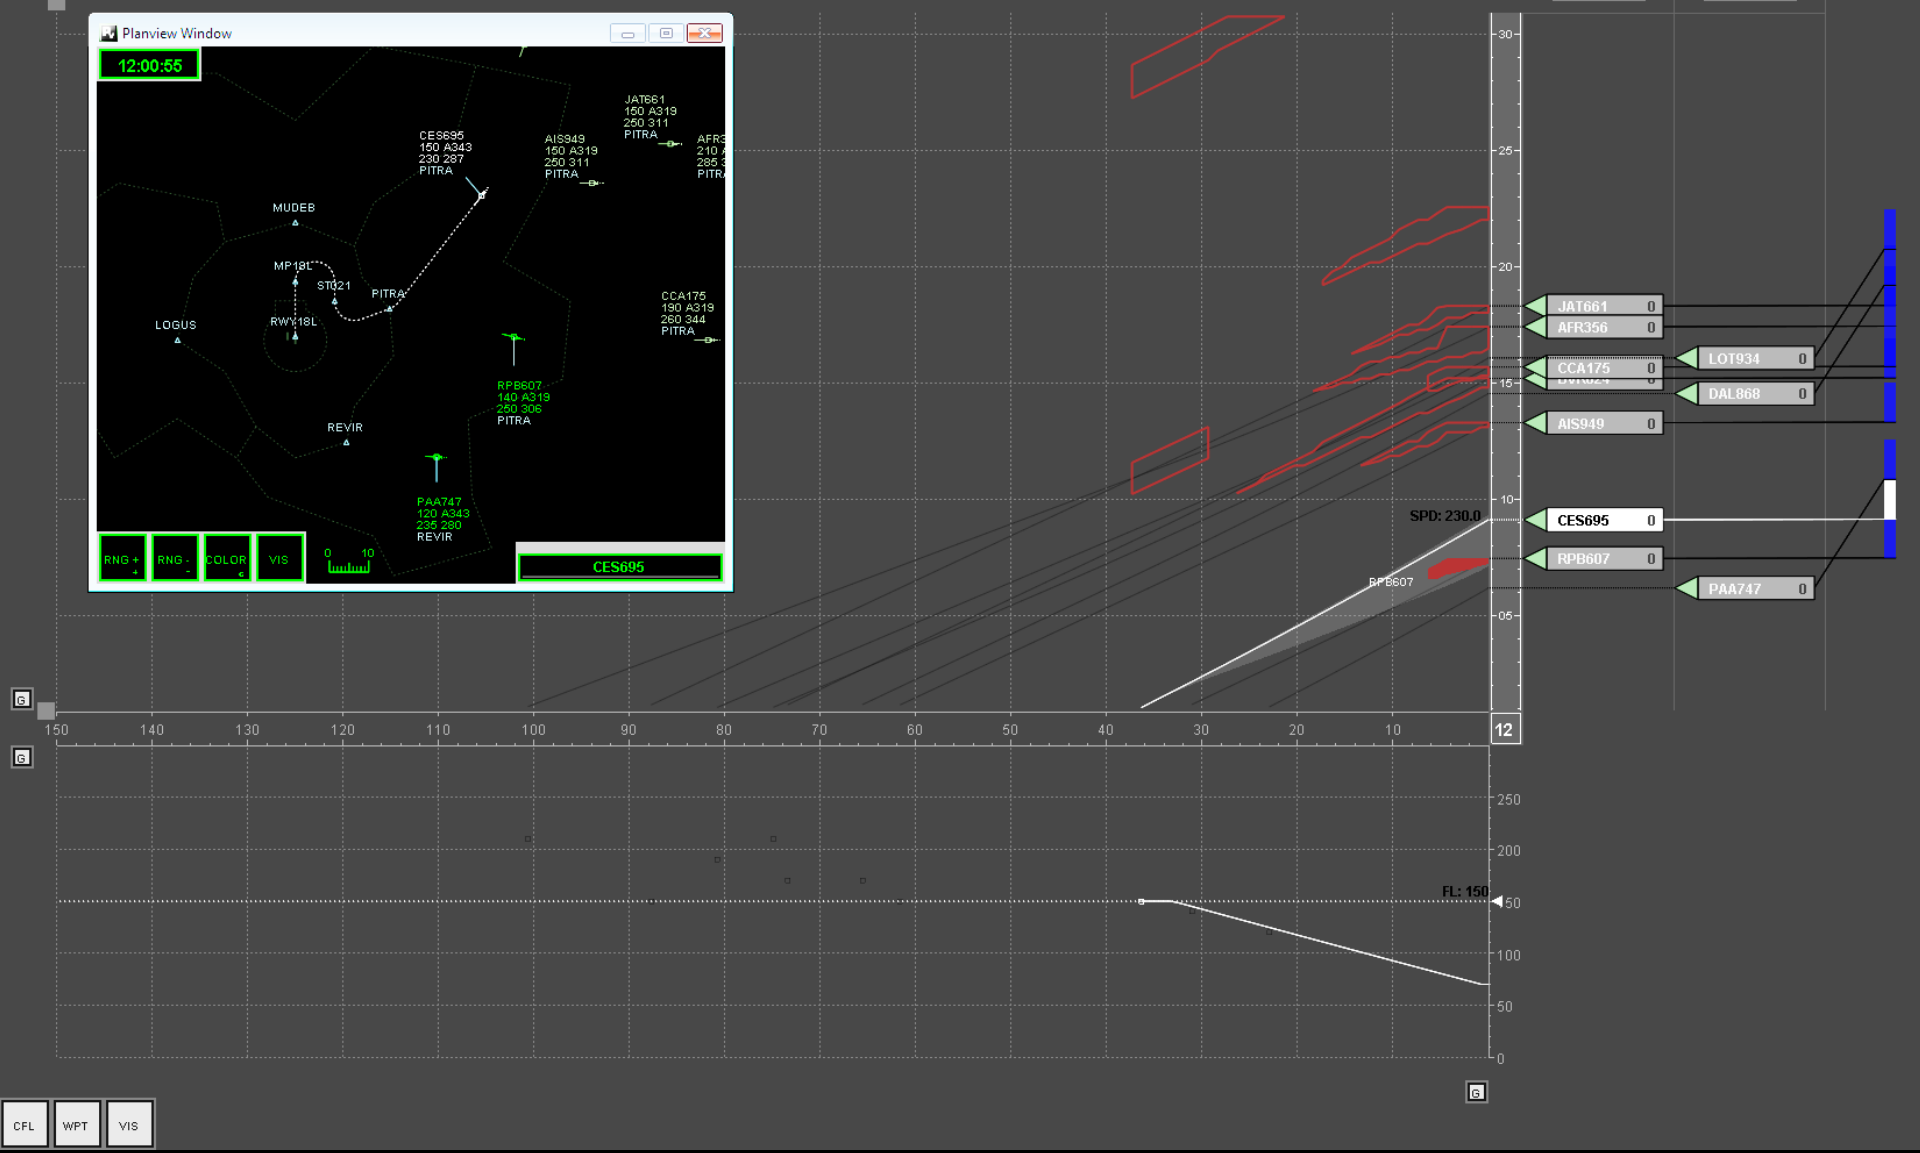 Planview Window
12:00:55
JAT661
150 A319
250 311
PITRA
CES695
150 A343
230 287
PITRA
AIS949
150 A319
250 311
PITRA
AFR3
210
285
PITR
MUDEB
MP18L
ST021
PITRA
CCA175
190 A319
260 344
PITRA
LOGUS
RWY18L
RPB607
140 A319
250 306
PITRA
REVIR
PAA747
120 A343
235 280
REVIR
RNG + +
RNG - -
COLOR c
VIS
0 10
CES695
30
25
20
15
10
05
SPD: 230.0
RPB607
JAT661 0
AFR356 0
LOT934 0
CCA175 0
DAL868 0
AIS949 0
CES695 0
RPB607 0
PAA747 0
G
150 140 130 120 110 100 90 80 70 60 50 40 30 20 10 12
G
250
200
FL: 150
50
100
50
0
G
CFL WPT VIS